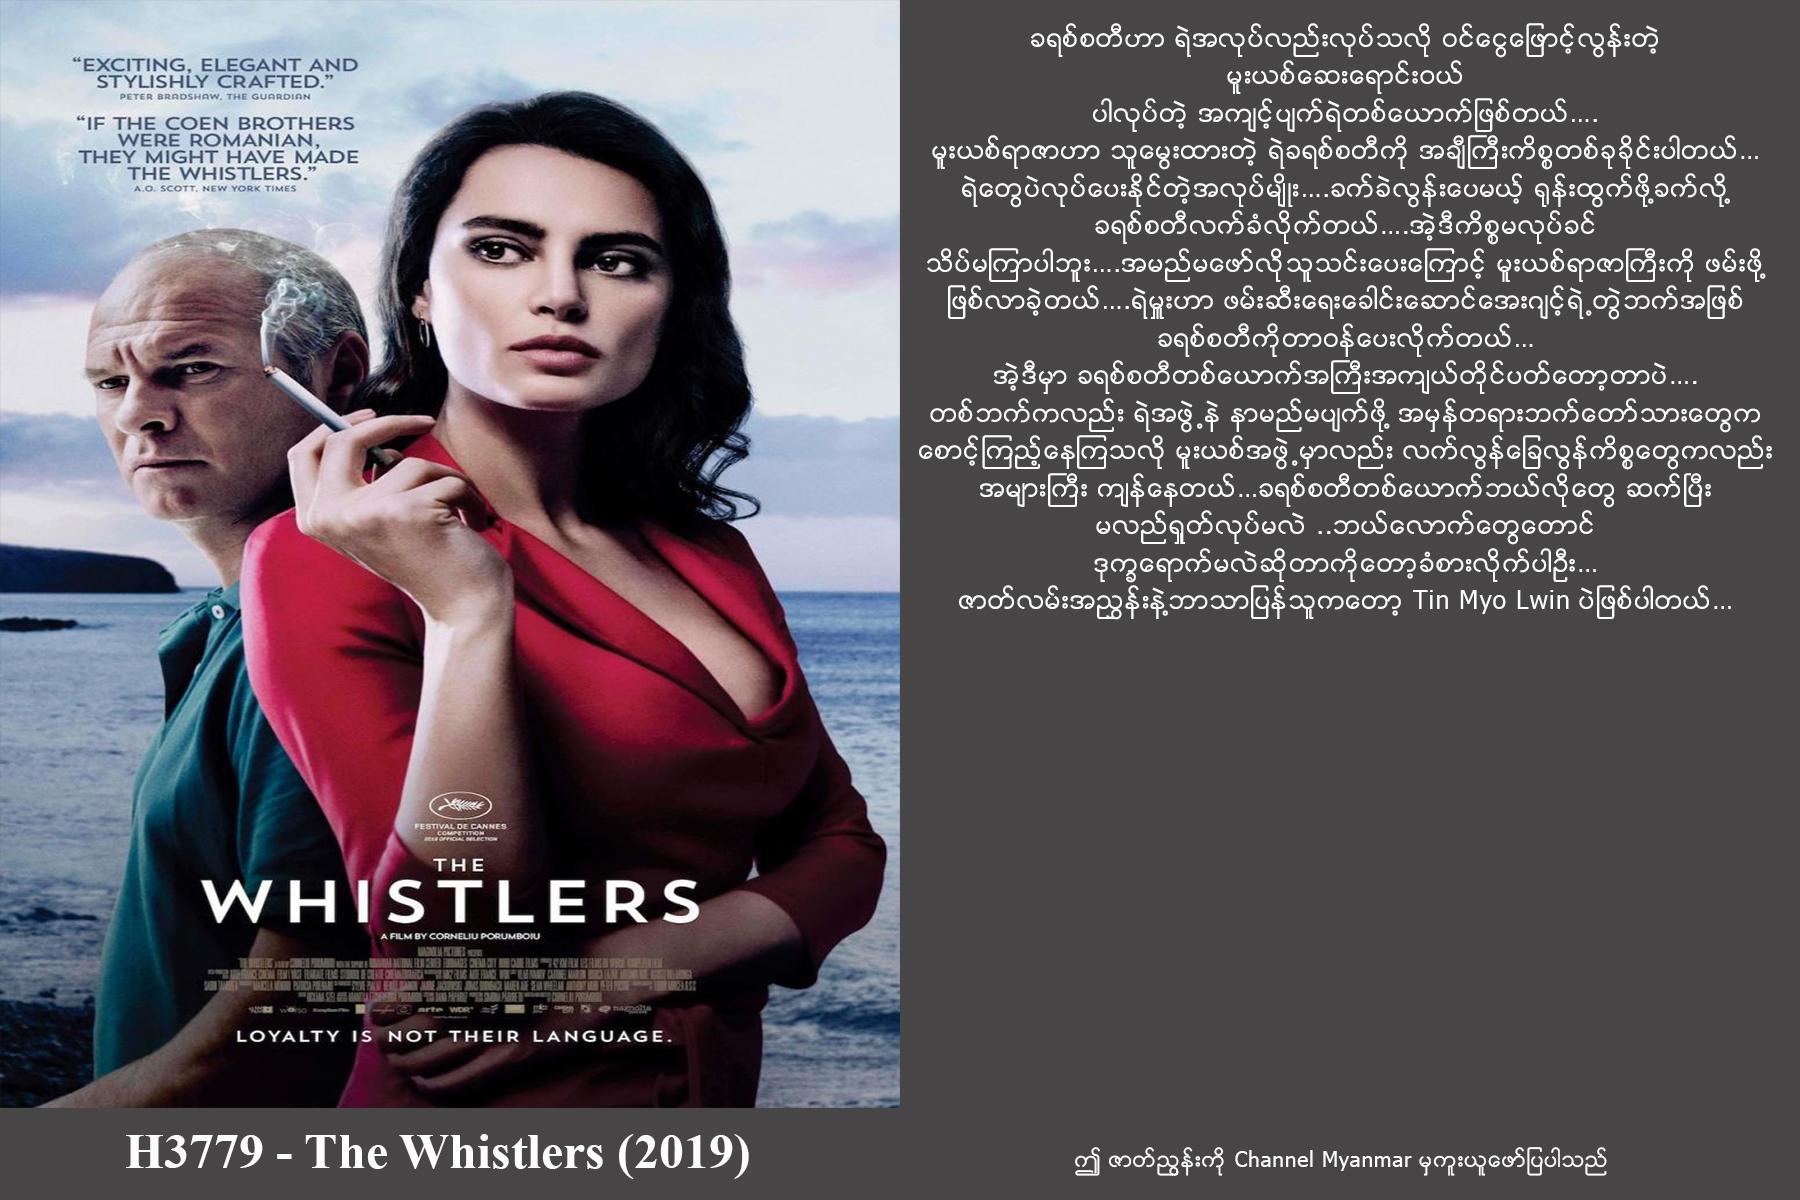 “EXCITING, ELEGANT AND
STYLISHLY CRAFTED.”
PETER BRADSHAW, THE GUARDIAN
“IF THE COEN BROTHERS
WERE ROMANIAN,
THEY MIGHT HAVE MADE
THE WHISTLERS.”
A.O. SCOTT, NEW YORK TIMES
FESTIVAL DE CANNES
COMPETITION
2019 OFFICIAL SELECTION
THE
WHISTLERS
A FILM BY CORNELIU PORUMBOIU
LOYALTY IS NOT THEIR LANGUAGE.
H3779 - The Whistlers (2019)
ခရစ်စတီဟာ ရဲအလုပ်လည်းလုပ်သလို ဝင်ငွေဖြောင့်လွန်းတဲ့
မူးယစ်ဆေးရောင်းဝယ်
ပါလုပ်တဲ့ အကျင့်ပျက်ရဲတစ်ယောက်ဖြစ်တယ်....
မူးယစ်ရာဇာဟာ သူမွေးထားတဲ့ ရဲခရစ်စတီကို အချီကြီးကိစ္စတစ်ခုခိုင်းပါတယ်...
ရဲတွေပဲလုပ်ပေးနိုင်တဲ့အလုပ်မျိုး....ခက်ခဲလွန်းပေမယ့် ရုန်းထွက်ဖို့ခက်လို့
ခရစ်စတီလက်ခံလိုက်တယ်....အဲ့ဒီကိစ္စမလုပ်ခင်
သိပ်မကြာပါဘူး....အမည်မဖော်လိုသူသင်းပေးကြောင့် မူးယစ်ရာဇာကြီးကို ဖမ်းဖို့
ဖြစ်လာခဲ့တယ်....ရဲမှူးဟာ ဖမ်းဆီးရေးခေါင်းဆောင်အေးဂျင့်ရဲ့တွဲဘက်အဖြစ်
ခရစ်စတီကိုတာဝန်ပေးလိုက်တယ်...
အဲ့ဒီမှာ ခရစ်စတီတစ်ယောက်အကြီးအကျယ်တိုင်ပတ်တော့တာပဲ....
တစ်ဘက်ကလည်း ရဲအဖွဲ့နဲ နာမည်မပျက်ဖို့ အမှန်တရားဘက်တော်သားတွေက
စောင့်ကြည့်နေကြသလို မူးယစ်အဖွဲ့မှာလည်း လက်လွန်ခြေလွန်ကိစ္စတွေကလည်း
အများကြီး ကျန်နေတယ်...ခရစ်စတီတစ်ယောက်ဘယ်လိုတွေ ဆက်ပြီး
မလည်ရှုတ်လုပ်မလဲ ..ဘယ်လောက်တွေတောင်
ဒုက္ခရောက်မလဲဆိုတာကိုတော့ခံစားလိုက်ပါဦး...
ဇာတ်လမ်းအညွှန်းနဲ့ဘာသာပြန်သူကတော့ Tin Myo Lwin ပဲဖြစ်ပါတယ်...
ဤ ဇာတ်ညွှန်းကို Channel Myanmar မှကူးယူဖော်ပြပါသည်